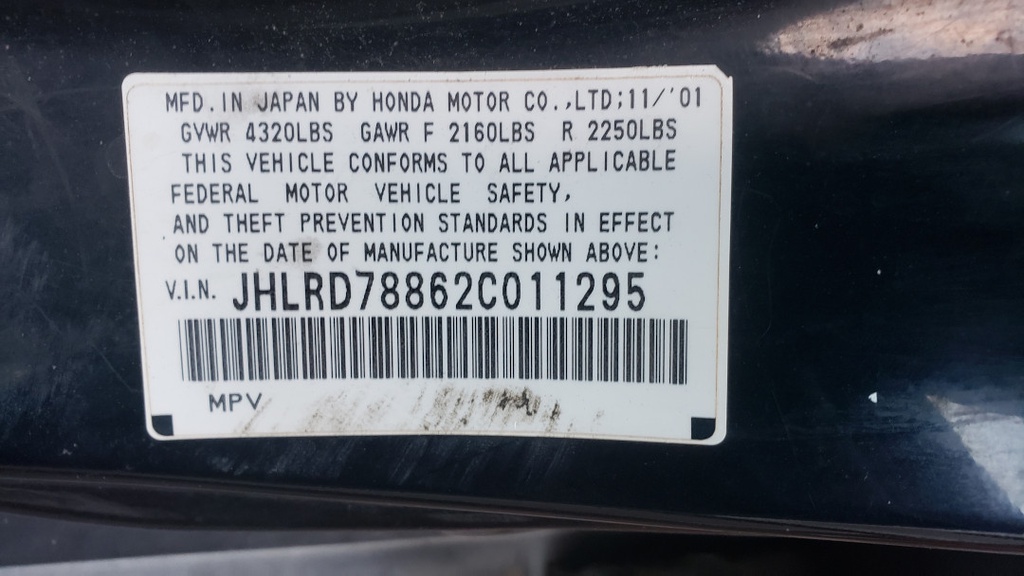 MFD.IN JAPAN BY HONDA MOTOR CO.,LTD;11/'01
GVWR 4320LBS GAWR F 2160LBS R 2250LBS
THIS VEHICLE CONFORMS TO ALL APPLICABLE
FEDERAL MOTOR VEHICLE SAFETY,
AND THEFT PREVENTION STANDARDS IN EFFECT
ON THE DATE OF MANUFACTURE SHOWN ABOVE:
V.I.N. JHLRD78862C011295
MPV